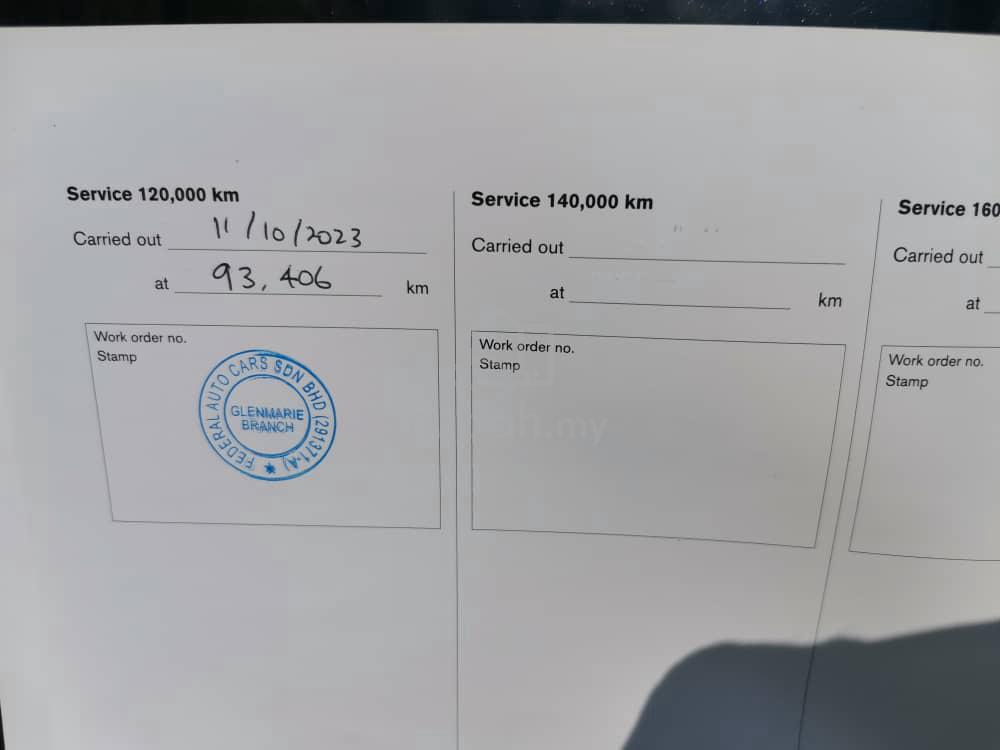 Service 120,000 km
Carried out 11/10/2023
at 93,406 km
Work order no.
Stamp
FEDERAL AUTO CARS SDN BHD (291371-A)
GLENMARIE
BRANCH
Service 140,000 km
Carried out
at km
Work order no.
Stamp
Service 160
Carried out
at
Work order no.
Stamp
.my